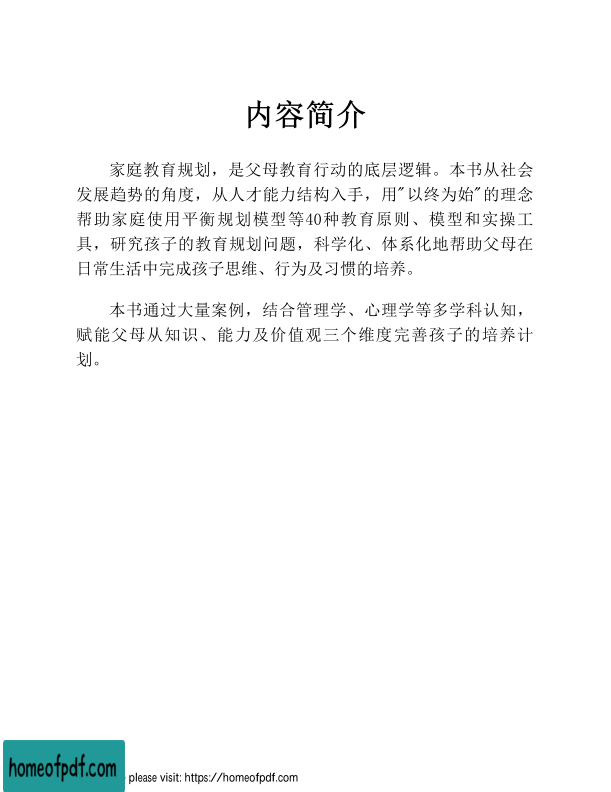 内容简介
家庭教育规划，是父母教育行动的底层逻辑。本书从社会
发展趋势的角度，从人才能力结构入手，用"以终为始"的理念
帮助家庭使用平衡规划模型等40种教育原则、模型和实操工
具，研究孩子的教育规划问题，科学化、体系化地帮助父母在
日常生活中完成孩子思维、行为及习惯的培养。
本书通过大量案例，结合管理学、心理学等多学科认知，
赋能父母从知识、能力及价值观三个维度完善孩子的培养计
划。
homeofpdf.com
please visit: https://homeofpdf.com